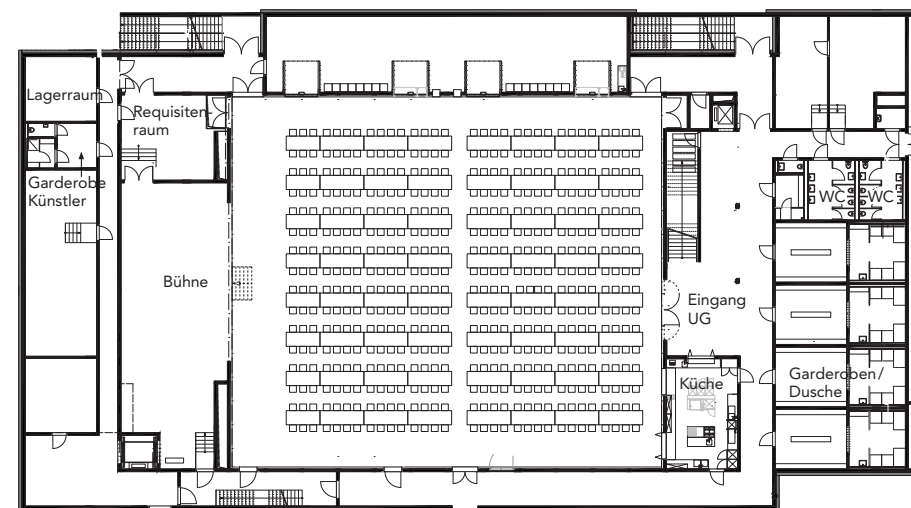 Lagerraum
Requisiten-
raum
Garderobe
Künstler
Bühne
WC
WC
Eingang
UG
Küche
Garderoben/
Dusche